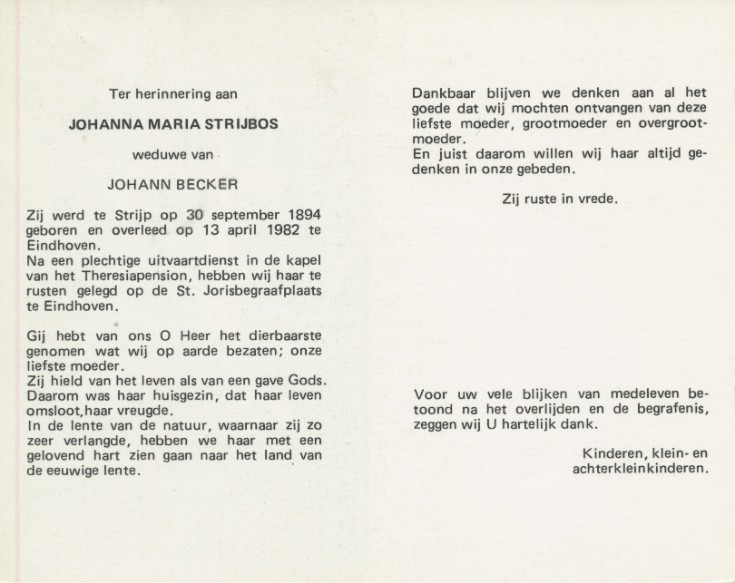 Ter herinnering aan
JOHANNA MARIA STRIJBOS
weduwe van
JOHANN BECKER
Zij werd te Strijp op 30 september 1894
geboren en overleed op 13 april 1982 te
Eindhoven.
Na een plechtige uitvaartdienst in de kapel
van het Theresiapension, hebben wij haar te
rusten gelegd op de St. Jorisbegraafplaats
te Eindhoven.
Gij hebt van ons O Heer het dierbaarste
genomen wat wij op aarde bezaten; onze
liefste moeder.
Zij hield van het leven als van een gave Gods.
Daarom was haar huisgezin, dat haar leven
omsloot,haar vreugde.
In de lente van de natuur, waarnaar zij zo
zeer verlangde, hebben we haar met een
gelovend hart zien gaan naar het land van
de eeuwige lente.
Dankbaar blijven we denken aan al het
goede dat wij mochten ontvangen van deze
liefste moeder, grootmoeder en overgroot-
moeder.
En juist daarom willen wij haar altijd ge-
denken in onze gebeden.
Zij ruste in vrede.
Voor uw vele blijken van medeleven be-
toond na het overlijden en de begrafenis,
zeggen wij U hartelijk dank.
Kinderen, klein- en
achterkleinkinderen.